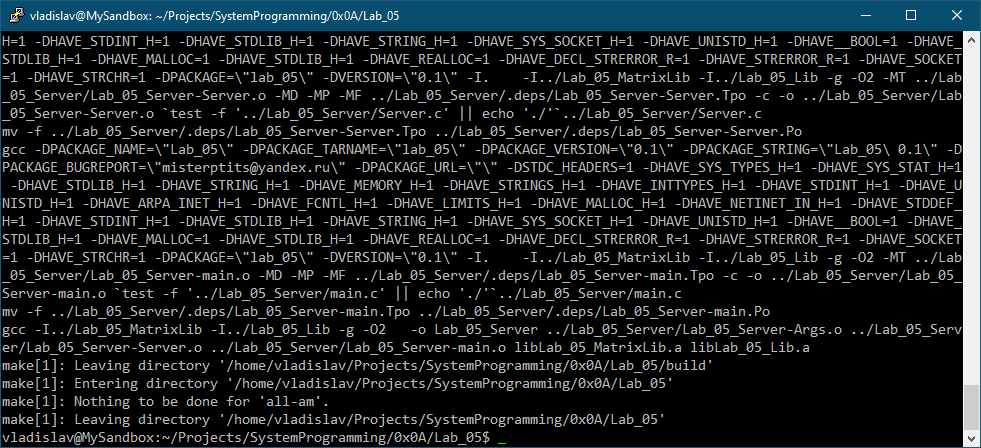 vladislav@MySandbox: ~/Projects/SystemProgramming/0x0A/Lab_05
H=1 -DHAVE_STDINT_H=1 -DHAVE_STDLIB_H=1 -DHAVE_STRING_H=1 -DHAVE_SYS_SOCKET_H=1 -DHAVE_UNISTD_H=1 -DHAVE__BOOL=1 -DHAVE_
STDLIB_H=1 -DHAVE_MALLOC=1 -DHAVE_STDLIB_H=1 -DHAVE_REALLOC=1 -DHAVE_DECL_STRERROR_R=1 -DHAVE_STRERROR_R=1 -DHAVE_SOCKET
=1 -DHAVE_STRCHR=1 -DPACKAGE=\"lab_05\" -DVERSION=\"0.1\" -I.    -I../Lab_05_MatrixLib -I../Lab_05_Lib -g -O2 -MT ../Lab
_05_Server/Lab_05_Server-Server.o -MD -MP -MF ../Lab_05_Server/.deps/Lab_05_Server-Server.Tpo -c -o ../Lab_05_Server/Lab
_05_Server-Server.o `test -f '../Lab_05_Server/Server.c' || echo './'`../Lab_05_Server/Server.c
mv -f ../Lab_05_Server/.deps/Lab_05_Server-Server.Tpo ../Lab_05_Server/.deps/Lab_05_Server-Server.Po
gcc -DPACKAGE_NAME=\"Lab_05\" -DPACKAGE_TARNAME=\"lab_05\" -DPACKAGE_VERSION=\"0.1\" -DPACKAGE_STRING=\"Lab_05\ 0.1\" -D
PACKAGE_BUGREPORT=\"misterptits@yandex.ru\" -DPACKAGE_URL=\"\" -DSTDC_HEADERS=1 -DHAVE_SYS_TYPES_H=1 -DHAVE_SYS_STAT_H=1
 -DHAVE_STDLIB_H=1 -DHAVE_STRING_H=1 -DHAVE_MEMORY_H=1 -DHAVE_STRINGS_H=1 -DHAVE_INTTYPES_H=1 -DHAVE_STDINT_H=1 -DHAVE_U
NISTD_H=1 -DHAVE_ARPA_INET_H=1 -DHAVE_FCNTL_H=1 -DHAVE_LIMITS_H=1 -DHAVE_MALLOC_H=1 -DHAVE_NETINET_IN_H=1 -DHAVE_STDDEF_
H=1 -DHAVE_STDINT_H=1 -DHAVE_STDLIB_H=1 -DHAVE_STRING_H=1 -DHAVE_SYS_SOCKET_H=1 -DHAVE_UNISTD_H=1 -DHAVE__BOOL=1 -DHAVE_
STDLIB_H=1 -DHAVE_MALLOC=1 -DHAVE_STDLIB_H=1 -DHAVE_REALLOC=1 -DHAVE_DECL_STRERROR_R=1 -DHAVE_STRERROR_R=1 -DHAVE_SOCKET
=1 -DHAVE_STRCHR=1 -DPACKAGE=\"lab_05\" -DVERSION=\"0.1\" -I.    -I../Lab_05_MatrixLib -I../Lab_05_Lib -g -O2 -MT ../Lab
_05_Server/Lab_05_Server-main.o -MD -MP -MF ../Lab_05_Server/.deps/Lab_05_Server-main.Tpo -c -o ../Lab_05_Server/Lab_05_
Server-main.o `test -f '../Lab_05_Server/main.c' || echo './'`../Lab_05_Server/main.c
mv -f ../Lab_05_Server/.deps/Lab_05_Server-main.Tpo ../Lab_05_Server/.deps/Lab_05_Server-main.Po
gcc -I../Lab_05_MatrixLib -I../Lab_05_Lib -g -O2   -o Lab_05_Server ../Lab_05_Server/Lab_05_Server-Args.o ../Lab_05_Serv
er/Lab_05_Server-Server.o ../Lab_05_Server/Lab_05_Server-main.o libLab_05_MatrixLib.a libLab_05_Lib.a
make[1]: Leaving directory '/home/vladislav/Projects/SystemProgramming/0x0A/Lab_05/build'
make[1]: Entering directory '/home/vladislav/Projects/SystemProgramming/0x0A/Lab_05'
make[1]: Nothing to be done for 'all-am'.
make[1]: Leaving directory '/home/vladislav/Projects/SystemProgramming/0x0A/Lab_05'
vladislav@MySandbox:~/Projects/SystemProgramming/0x0A/Lab_05$ _